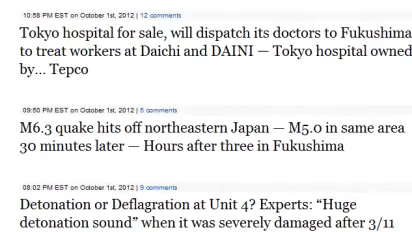 10:58 PM EST on October 1st, 2012 | 12 comments
Tokyo hospital for sale, will dispatch its doctors to Fukushima
to treat workers at Daichi and DAINI — Tokyo hospital owned
by... Tepco
09:50 PM EST on October 1st, 2012 | 5 comments
M6.3 quake hits off northeastern Japan — M5.0 in same area
30 minutes later — Hours after three in Fukushima
08:02 PM EST on October 1st, 2012 | 9 comments
Detonation or Deflagration at Unit 4? Experts: “Huge
detonation sound” when it was severely damaged after 3/11